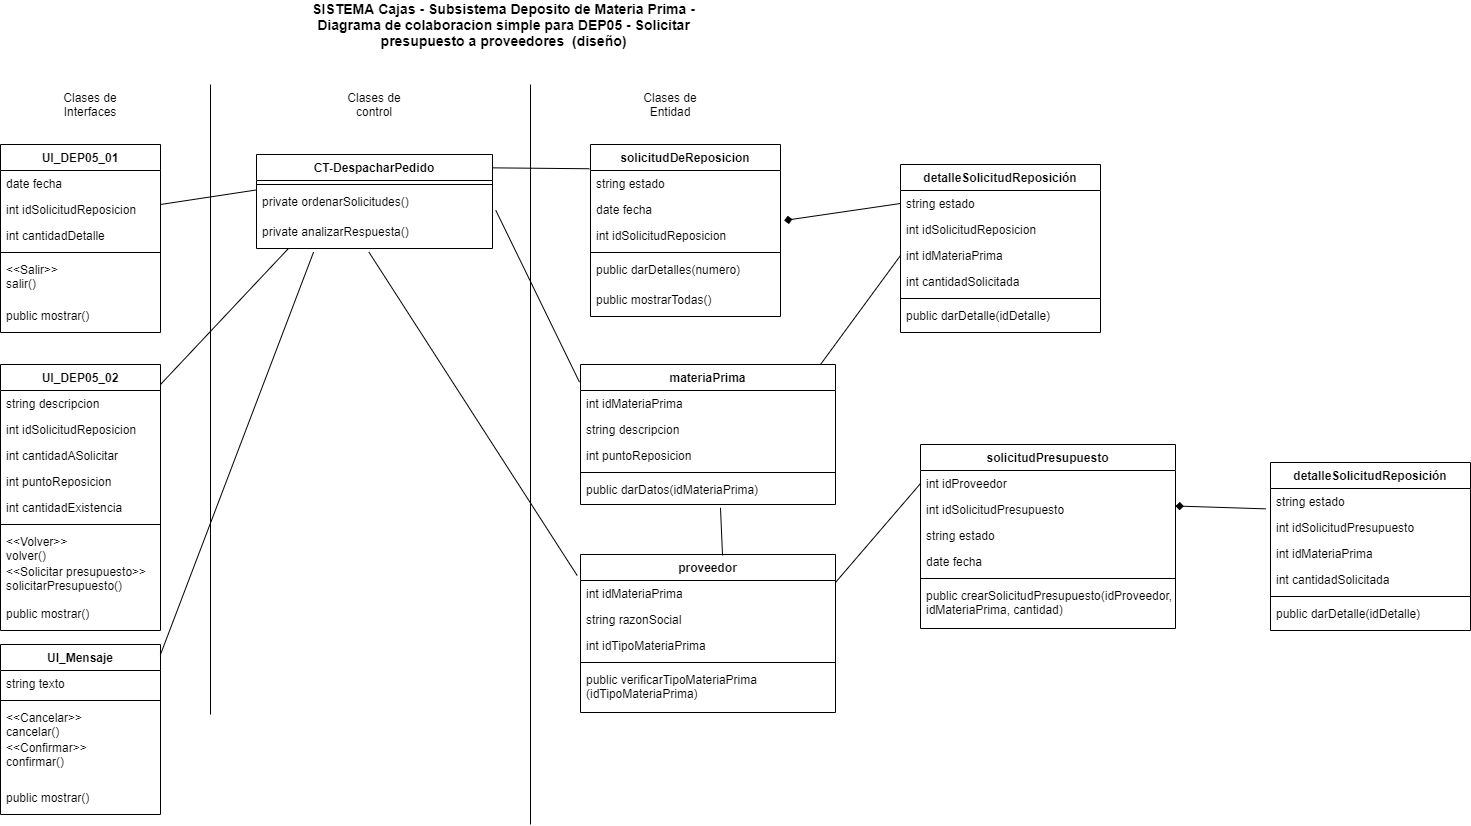 SISTEMA Cajas - Subsistema Deposito de Materia Prima -
Diagrama de colaboracion simple para DEP05 - Solicitar
presupuesto a proveedores  (diseño)
Clases de
Interfaces
Clases de
control
Clases de
Entidad
UI_DEP05_01
date fecha
int idSolicitudReposicion
int cantidadDetalle
<<Salir>>
salir()
public mostrar()
UI_DEP05_02
string descripcion
int idSolicitudReposicion
int cantidadASolicitar
int puntoReposicion
int cantidadExistencia
<<Volver>>
volver()
<<Solicitar presupuesto>>
solicitarPresupuesto()
public mostrar()
UI_Mensaje
string texto
<<Cancelar>>
cancelar()
<<Confirmar>>
confirmar()
public mostrar()
CT-DespacharPedido
private ordenarSolicitudes()
private analizarRespuesta()
solicitudDeReposicion
string estado
date fecha
int idSolicitudReposicion
public darDetalles(numero)
public mostrarTodas()
detalleSolicitudReposición
string estado
int idSolicitudReposicion
int idMateriaPrima
int cantidadSolicitada
public darDetalle(idDetalle)
materiaPrima
int idMateriaPrima
string descripcion
int puntoReposicion
public darDatos(idMateriaPrima)
proveedor
int idMateriaPrima
string razonSocial
int idTipoMateriaPrima
public verificarTipoMateriaPrima
(idTipoMateriaPrima)
solicitudPresupuesto
int idProveedor
int idSolicitudPresupuesto
string estado
date fecha
public crearSolicitudPresupuesto(idProveedor,
idMateriaPrima, cantidad)
detalleSolicitudReposición
string estado
int idSolicitudPresupuesto
int idMateriaPrima
int cantidadSolicitada
public darDetalle(idDetalle)